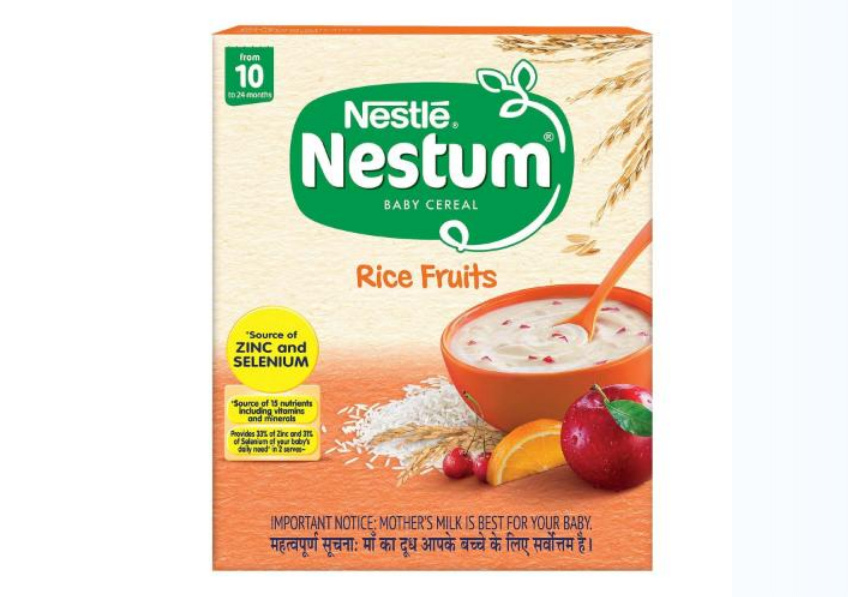 from
10
to 24 months
Nestlé®
Nestum®
BABY CEREAL
Rice Fruits
*Source of
ZINC and
SELENIUM
*Source of 15 nutrients
including vitamins
and minerals
Provides 33% of Zinc and 31%
of Selenium of your baby's
daily need# in 2 serves~
IMPORTANT NOTICE: MOTHER'S MILK IS BEST FOR YOUR BABY.
महत्वपूर्ण सूचना: माँ का दूध आपके बच्चे के लिए सर्वोत्तम है।